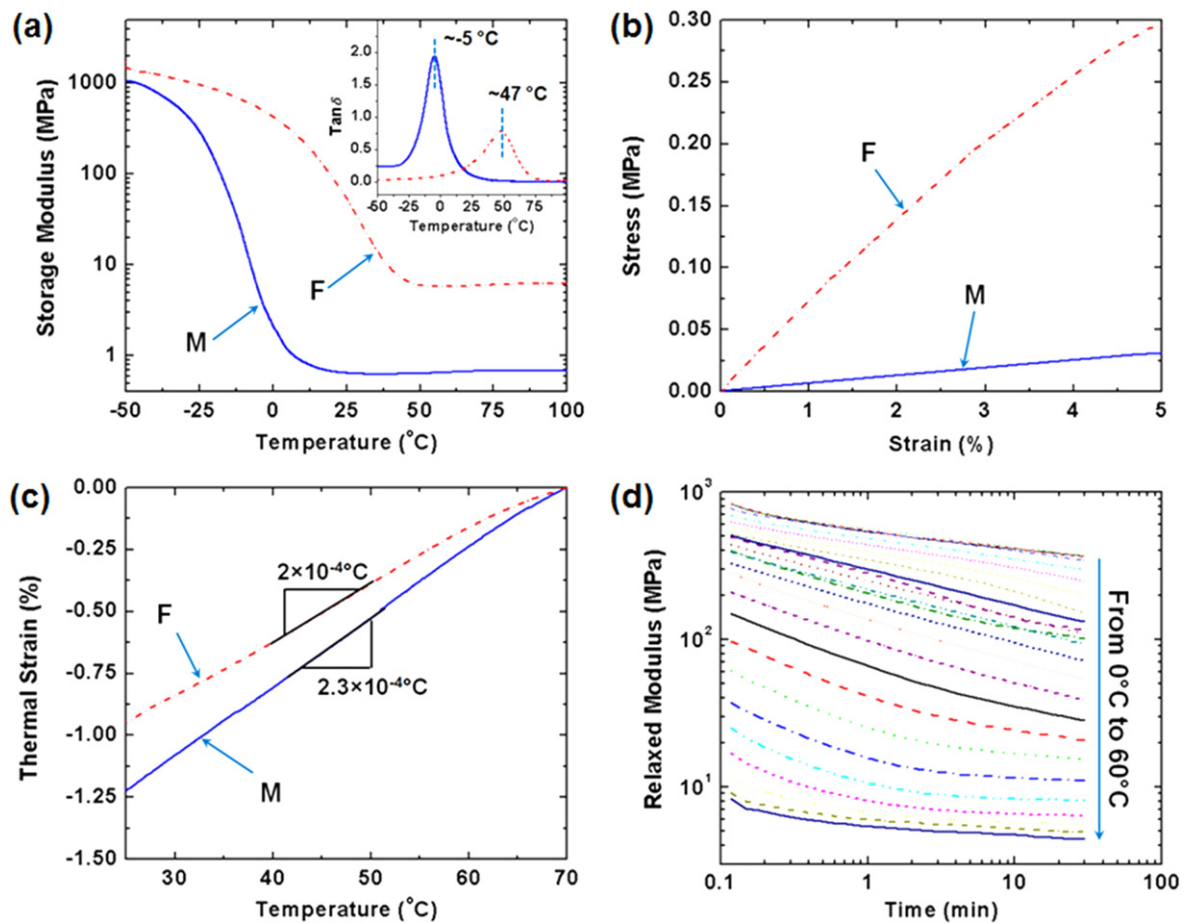 (a)
Storage Modulus (MPa)
1000
100
10
1
-50 -25 0 25 50 75 100
Temperature (°C)
F
M
~-5 °C
~47 °C
Tanδ
2.0
1.5
1.0
0.5
0.0
-50 -25 0 25 50 75
Temperature (°C)
(b)
Stress (MPa)
0.30
0.25
0.20
0.15
0.10
0.05
0.00
0 1 2 3 4 5
Strain (%)
F
M
(c)
Thermal Strain (%)
0.00
-0.25
-0.50
-0.75
-1.00
-1.25
-1.50
30 40 50 60 70
Temperature (°C)
2×10⁻⁴°C
F
2.3×10⁻⁴°C
M
(d)
Relaxed Modulus (MPa)
10³
10²
10¹
0.1 1 10 100
Time (min)
From 0°C to 60°C